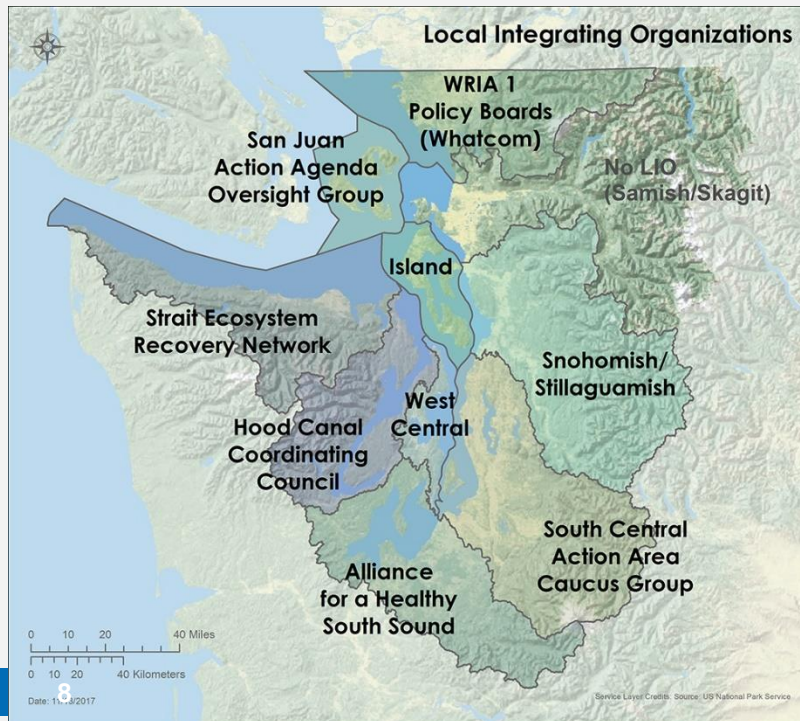 Local Integrating Organizations
WRIA 1
Policy Boards
(Whatcom)
San Juan
Action Agenda
Oversight Group
No LIO
(Samish/Skagit)
Island
Strait Ecosystem
Recovery Network
Snohomish/
Stillaguamish
West
Central
Hood Canal
Coordinating
Council
South Central
Action Area
Caucus Group
Alliance
for a Healthy
South Sound
0 10 20 40 Miles
0 10 20 40 Kilometers
8
Date:
Service Layer Credits: Source: US National Park Service